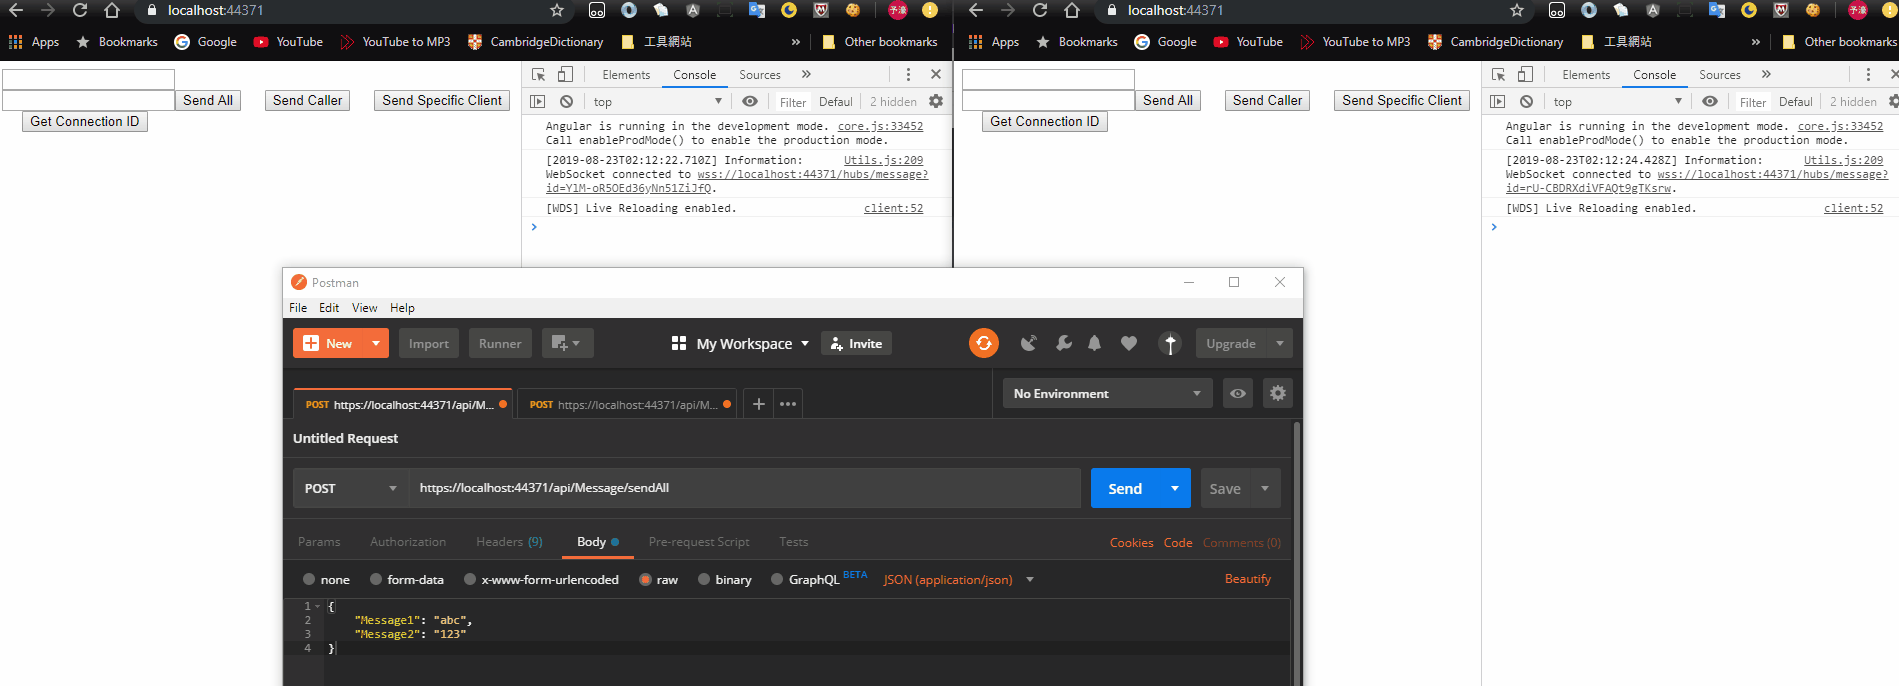 localhost:44371
予濠
Apps Bookmarks Google YouTube YouTube to MP3 CambridgeDictionary 工具網站 » Other bookmarks
Send All Send Caller Send Specific Client
Get Connection ID
Elements Console Sources »
top Filter Defaul 2 hidden
Angular is running in the development mode. core.js:33452
Call enableProdMode() to enable the production mode.
[2019-08-23T02:12:22.710Z] Information: Utils.js:209
WebSocket connected to wss://localhost:44371/hubs/message?
id=YlM-oR5OEd36yNn51ZiJfQ.
[WDS] Live Reloading enabled. client:52
localhost:44371
予濠
Apps Bookmarks Google YouTube YouTube to MP3 CambridgeDictionary 工具網站 » Other bookmarks
Send All Send Caller Send Specific Client
Get Connection ID
Elements Console Sources »
top Filter Defaul 2 hidden
Angular is running in the development mode. core.js:33452
Call enableProdMode() to enable the production mode.
[2019-08-23T02:12:24.428Z] Information: Utils.js:209
WebSocket connected to wss://localhost:44371/hubs/message?
id=rU-CBDRXdiVFAQt9gTKsrw.
[WDS] Live Reloading enabled. client:52
Postman
File Edit View Help
New Import Runner My Workspace Invite Upgrade
POST https://localhost:44371/api/M... POST https://localhost:44371/api/M... + ••• No Environment
Untitled Request
POST https://localhost:44371/api/Message/sendAll Send Save
Params Authorization Headers (9) Body Pre-request Script Tests Cookies Code Comments (0)
none form-data x-www-form-urlencoded raw binary GraphQL BETA JSON (application/json) Beautify
1 {
2 "Message1": "abc",
3 "Message2": "123"
4 }